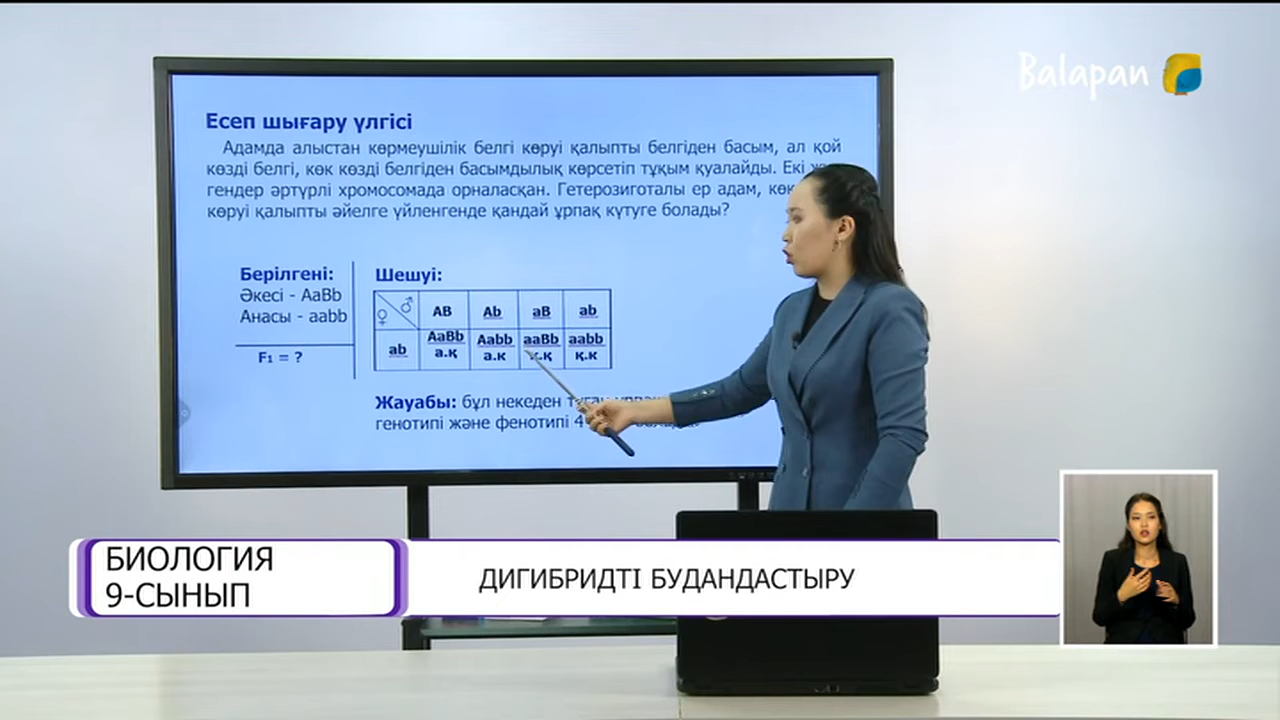 Balapan
Есеп шығару үлгісі
Адамда алыстан көрмеушілік белгі көруі қалыпты белгіден басым, ал қой
көзді белгі, көк көзді белгіден басымдылық көрсетіп тұқым қуалайды. Екі
гендер әртүрлі хромосомада орналасқан. Гетерозиготалы ер адам,
көруі қалыпты әйелге үйленгенде қандай ұрпақ күтуге болады?
Берілгені:
Әкесі - AaBb
Анасы - aabb
F₁ = ?
Шешуі:
♀ ♂ AB Ab aB ab
ab AaBb Aabb aaBb aabb
а.қ а.к қ.к
Жауабы: бұл некеден
генотипі және фенотипі 4
БИОЛОГИЯ
9-СЫНЫП
ДИГИБРИДТІ БУДАНДАСТЫРУ